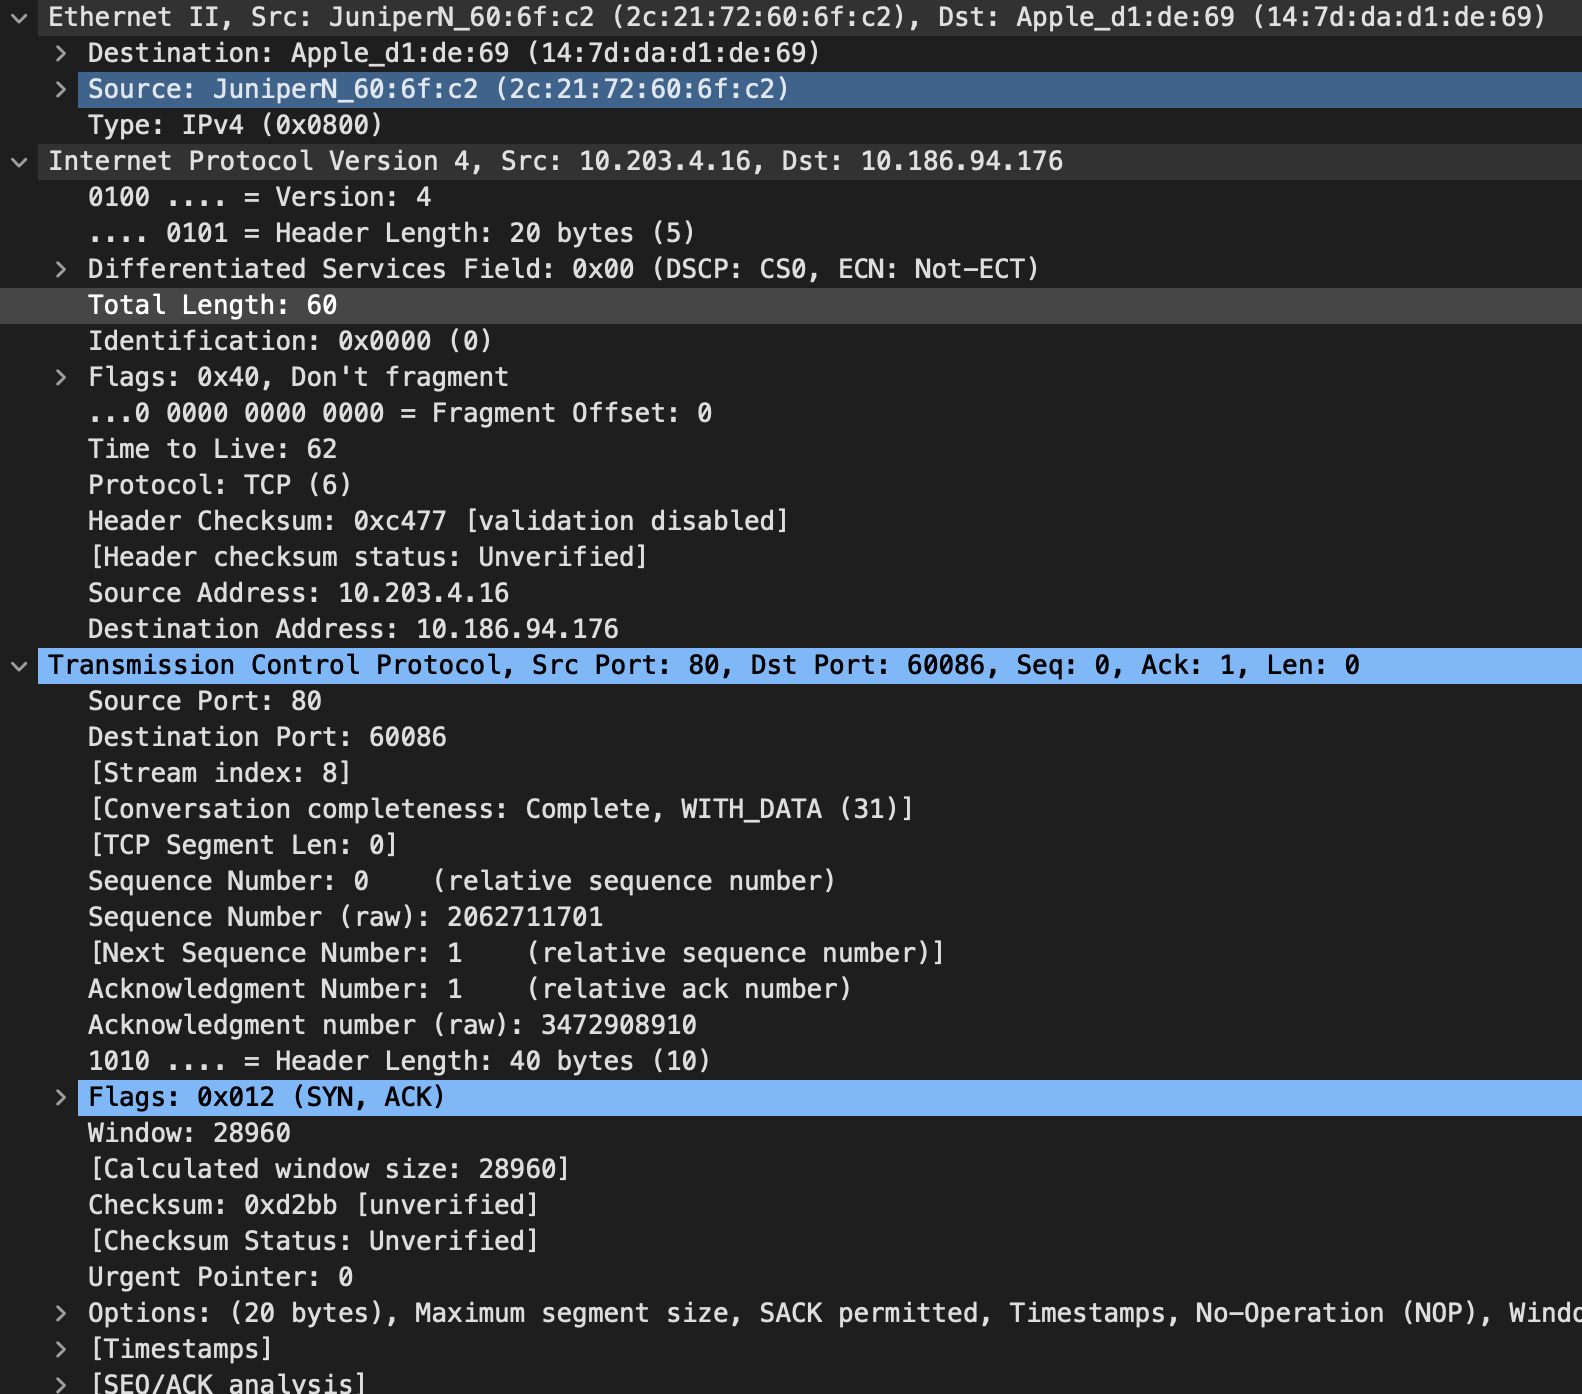 Ethernet II, Src: JuniperN_60:6f:c2 (2c:21:72:60:6f:c2), Dst: Apple_d1:de:69 (14:7d:da:d1:de:69)
Destination: Apple_d1:de:69 (14:7d:da:d1:de:69)
Source: JuniperN_60:6f:c2 (2c:21:72:60:6f:c2)
Type: IPv4 (0x0800)
Internet Protocol Version 4, Src: 10.203.4.16, Dst: 10.186.94.176
0100 .... = Version: 4
.... 0101 = Header Length: 20 bytes (5)
Differentiated Services Field: 0x00 (DSCP: CS0, ECN: Not-ECT)
Total Length: 60
Identification: 0x0000 (0)
Flags: 0x40, Don't fragment
...0 0000 0000 0000 = Fragment Offset: 0
Time to Live: 62
Protocol: TCP (6)
Header Checksum: 0xc477 [validation disabled]
[Header checksum status: Unverified]
Source Address: 10.203.4.16
Destination Address: 10.186.94.176
Transmission Control Protocol, Src Port: 80, Dst Port: 60086, Seq: 0, Ack: 1, Len: 0
Source Port: 80
Destination Port: 60086
[Stream index: 8]
[Conversation completeness: Complete, WITH_DATA (31)]
[TCP Segment Len: 0]
Sequence Number: 0    (relative sequence number)
Sequence Number (raw): 2062711701
[Next Sequence Number: 1    (relative sequence number)]
Acknowledgment Number: 1    (relative ack number)
Acknowledgment number (raw): 3472908910
1010 .... = Header Length: 40 bytes (10)
Flags: 0x012 (SYN, ACK)
Window: 28960
[Calculated window size: 28960]
Checksum: 0xd2bb [unverified]
[Checksum Status: Unverified]
Urgent Pointer: 0
Options: (20 bytes), Maximum segment size, SACK permitted, Timestamps, No-Operation (NOP), Windo
[Timestamps]
[SEQ/ACK analysis]